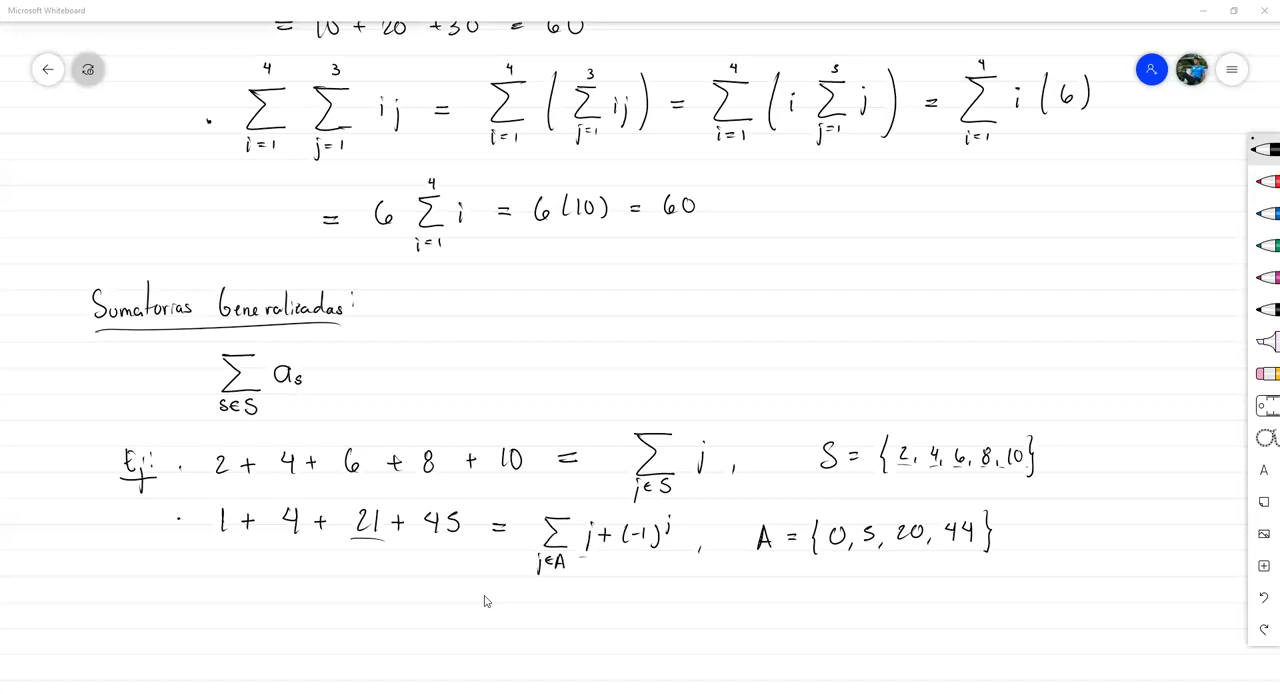 Microsoft Whiteboard
= 10 + 20 + 30 = 60
. ∑_{i=1}^{4} ∑_{j=1}^{3} ij = ∑_{i=1}^{4} (∑_{j=1}^{3} ij) = ∑_{i=1}^{4} (i ∑_{j=1}^{3} j) = ∑_{i=1}^{4} i(6)
= 6 ∑_{i=1}^{4} i = 6(10) = 60
Sumatorias Generalizadas:
∑_{s∈S} a_s
Ej: . 2 + 4 + 6 + 8 + 10 = ∑_{j∈S} j , S = {2, 4, 6, 8, 10}
. 1 + 4 + 21 + 45 = ∑_{j∈A} j + (-1)^j , A = {0, 5, 20, 44}
A